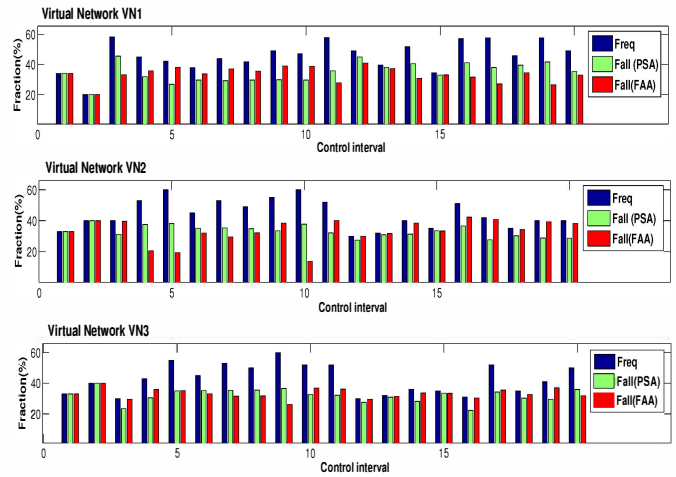 Virtual Network VN1
60
40
20
Fraction(%)
Freq
Fall (PSA)
Fall(FAA)
0
5
10
15
Control interval
Virtual Network VN2
60
40
20
Fraction(%)
Freq
Fall (PSA)
Fall(FAA)
0
5
10
15
Control interval
Virtual Network VN3
60
40
20
Fraction(%)
Freq
Fall(PSA)
Fall(FAA)
0
5
10
15
Control interval